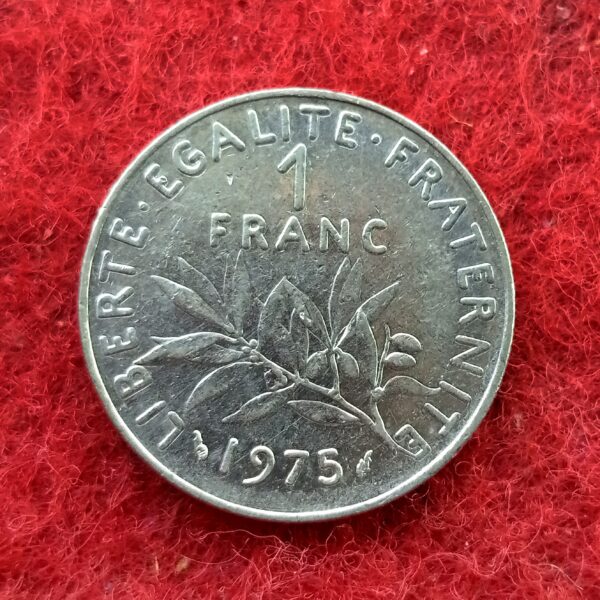 LIBERTE · EGALITE · FRATERNITE
1
FRANC
1975